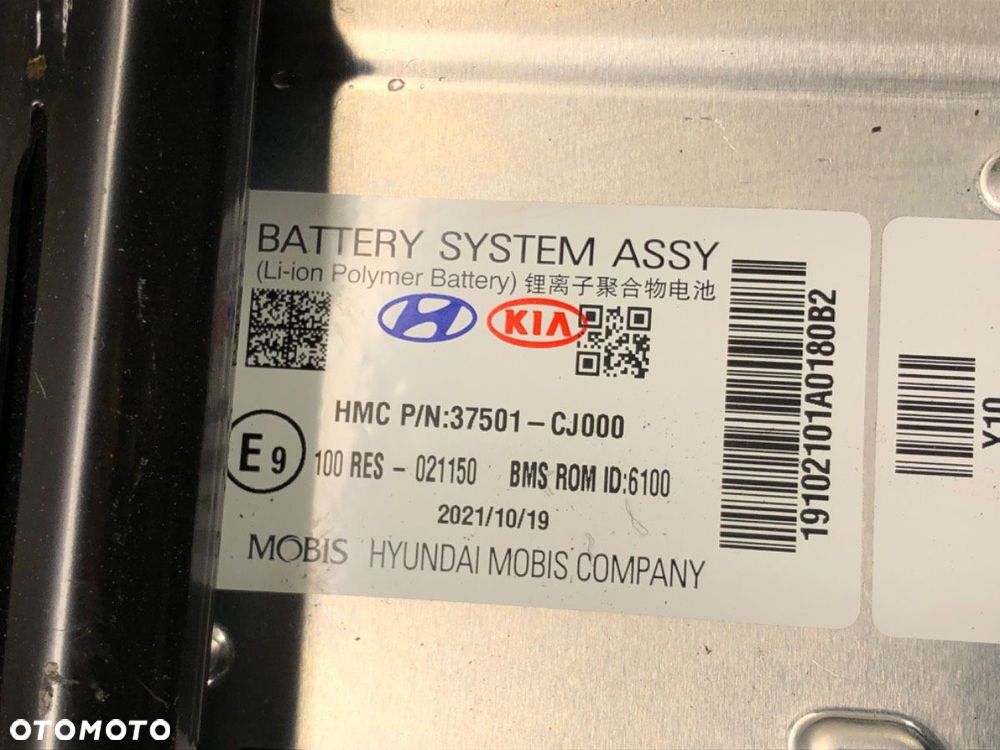 BATTERY SYSTEM ASSY
(Li-ion Polymer Battery) 锂离子聚合物电池
KIA
HMC P/N:37501-CJ000
E9
100 RES - 021150 BMS ROM ID:6100
2021/10/19
MOBIS HYUNDAI MOBIS COMPANY
19102101A0180B2
Y10
OTOMOTO